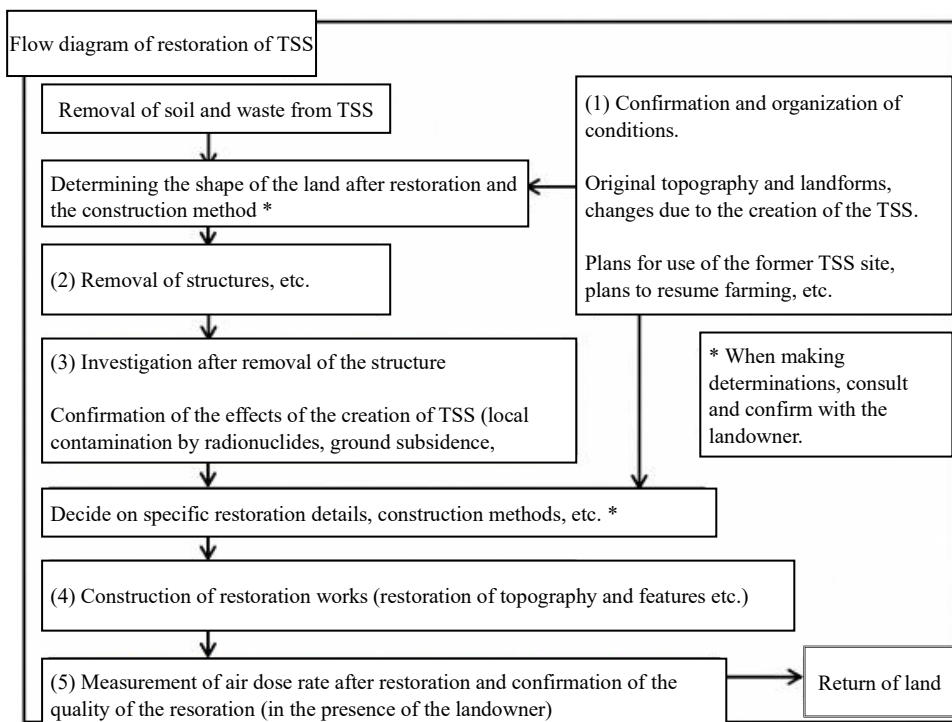 Flow diagram of restoration of TSS
Removal of soil and waste from TSS
(1) Confirmation and organization of
conditions.
Original topography and landforms,
changes due to the creation of the TSS.
Plans for use of the former TSS site,
plans to resume farming, etc.
Determining the shape of the land after restoration and
the construction method *
(2) Removal of structures, etc.
(3) Investigation after removal of the structure
Confirmation of the effects of the creation of TSS (local
contamination by radionuclides, ground subsidence,
* When making
determinations, consult
and confirm with the
landowner.
Decide on specific restoration details, construction methods, etc. *
(4) Construction of restoration works (restoration of topography and features etc.)
(5) Measurement of air dose rate after restoration and confirmation of the
quality of the resoration (in the presence of the landowner)
Return of land